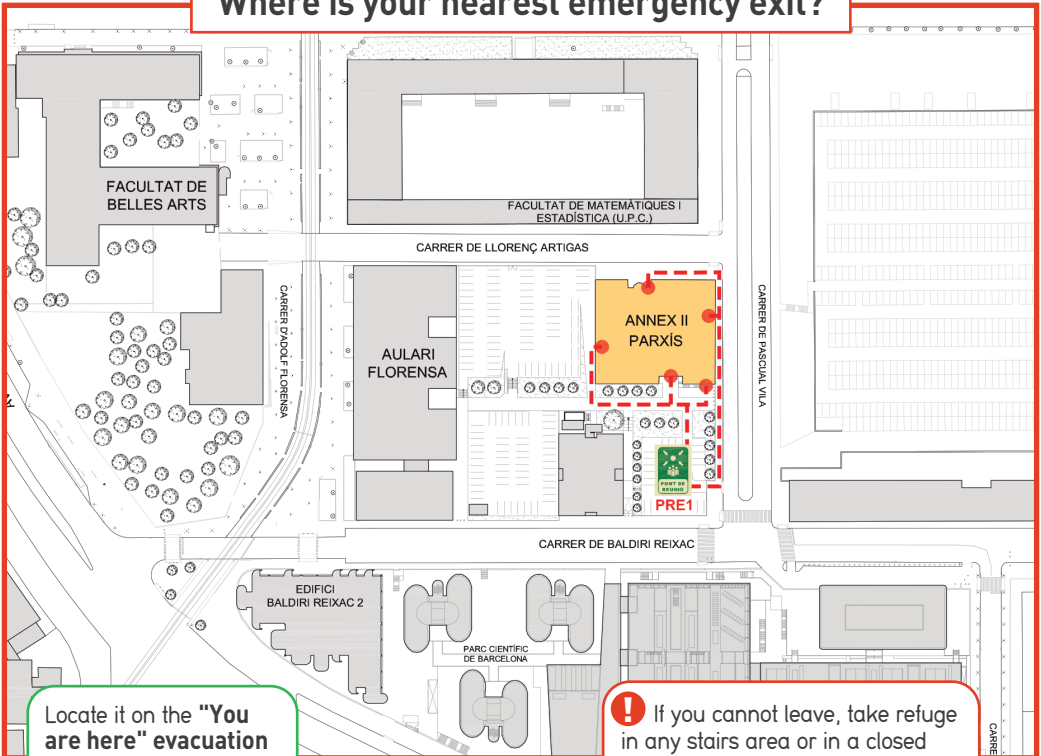 Where is your nearest emergency exit?
FACULTAT DE
BELLES ARTS
FACULTAT DE MATEMÀTIQUES I
ESTADÍSTICA (U.P.C.)
CARRER DE LLORENÇ ARTIGAS
CARRER D'ADOLF FLORENSA
AULARI
FLORENSA
ANNEX II
PARXÍS
CARRER DE PASCUAL VILA
PUNT DE
REUNIÓ
PRE1
CARRER DE BALDIRI REIXAC
EDIFICI
BALDIRI REIXAC 2
PARC CIENTÍFIC
DE BARCELONA
Locate it on the "You
are here" evacuation
! If you cannot leave, take refuge
in any stairs area or in a closed
CARRE